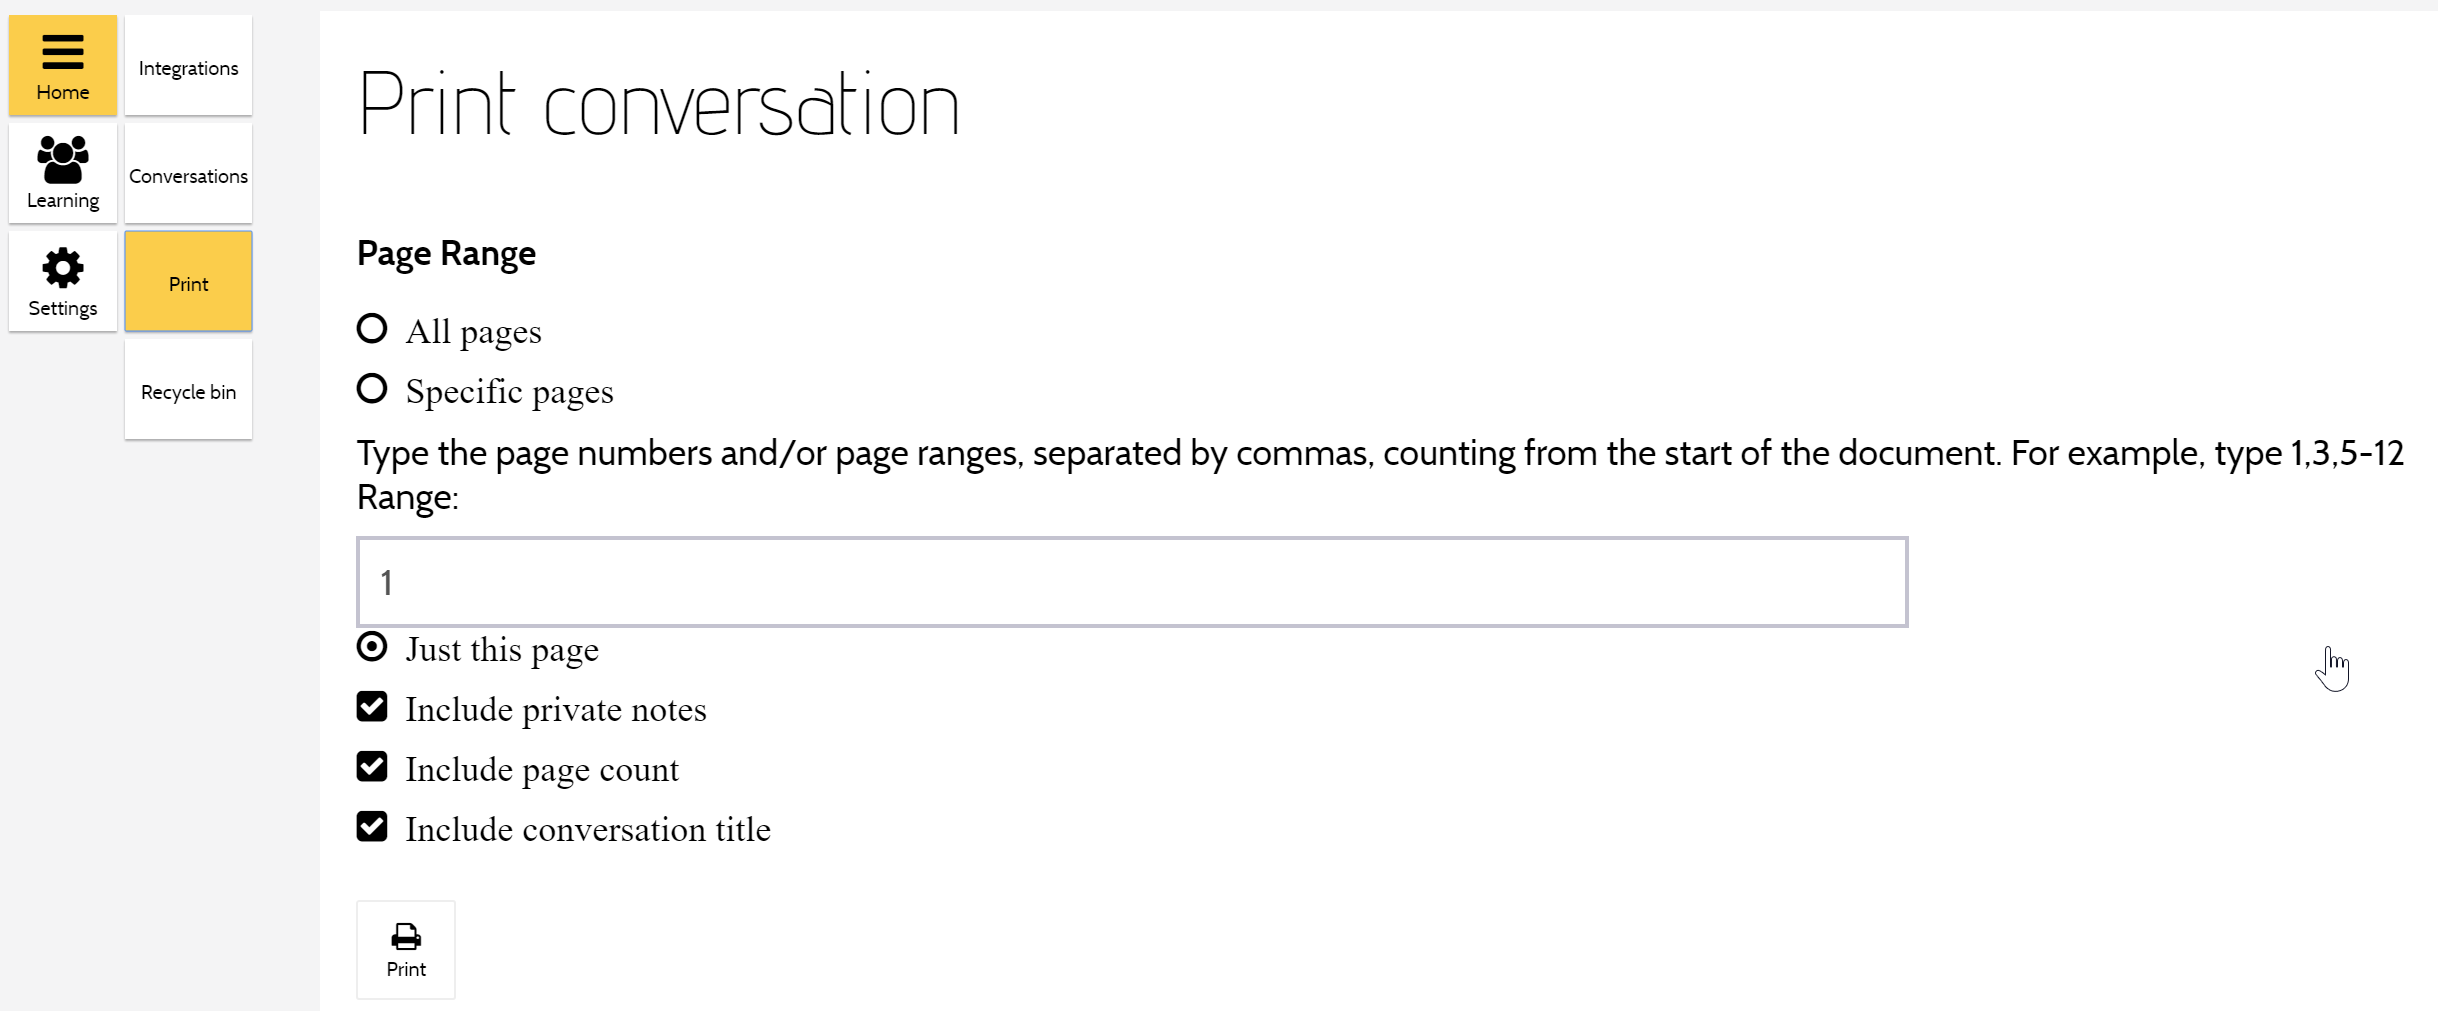 Home
Learning
Settings
Integrations
Conversations
Print
Recycle bin
Print conversation
Page Range
All pages
Specific pages
Type the page numbers and/or page ranges, separated by commas, counting from the start of the document. For example, type 1,3,5-12
Range:
1
Just this page
Include private notes
Include page count
Include conversation title
Print